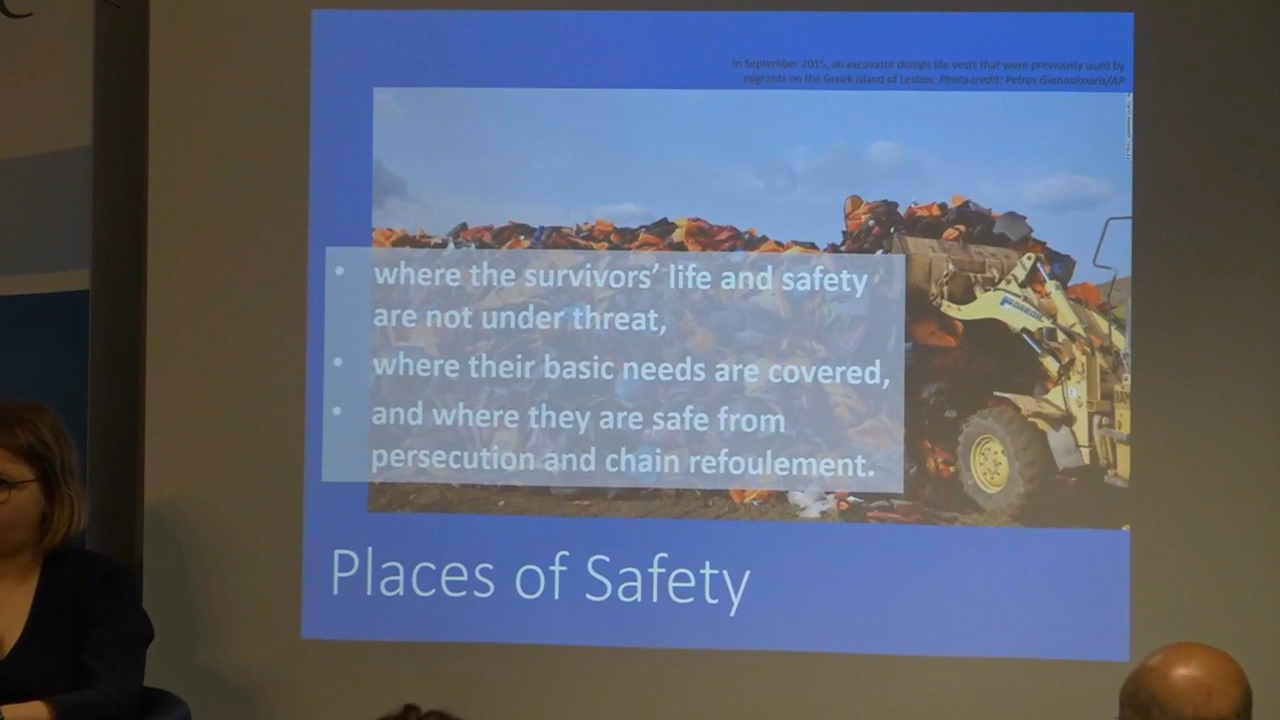 In September 2015, an excavator dumps life vests that were previously used by
migrants on the Greek island of Lesbos. Photo credit: Petros Giannakouris/AP
• where the survivors’ life and safety
are not under threat,
• where their basic needs are covered,
• and where they are safe from
persecution and chain refoulement.
Places of Safety